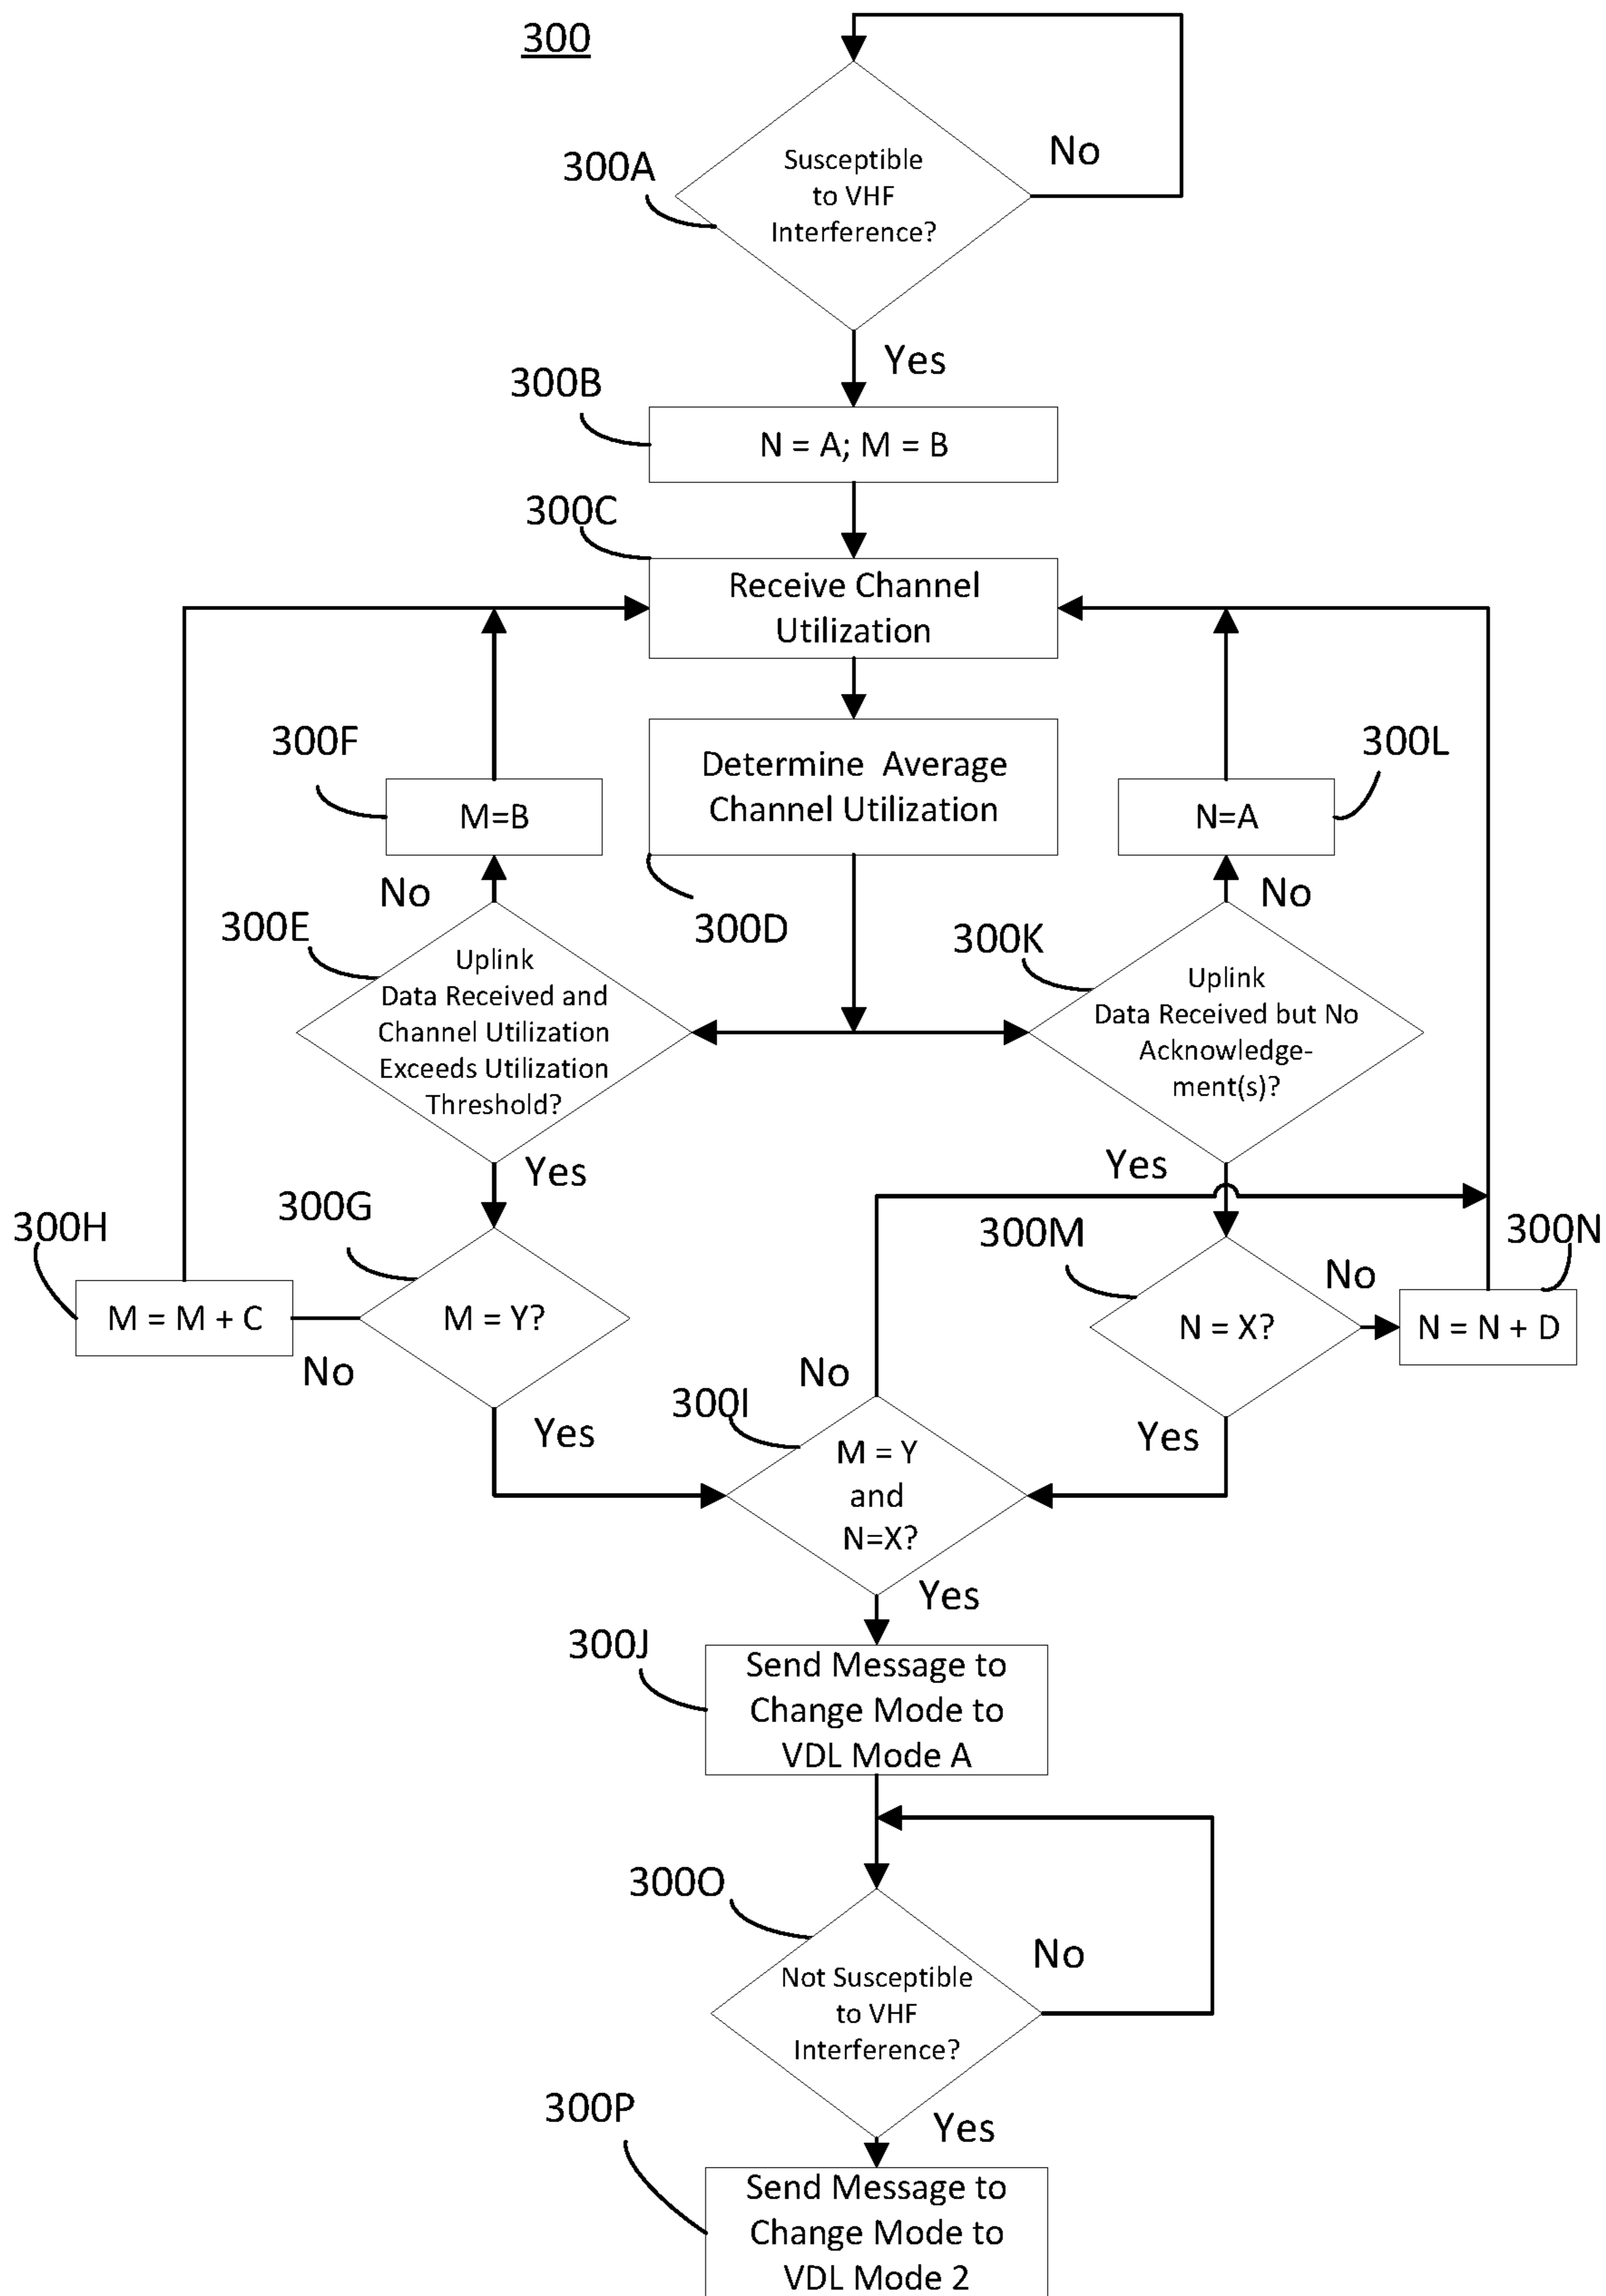 300
300A
Susceptible
to VHF
Interference?
No
Yes
300B
N = A; M = B
300C
Receive Channel
Utilization
300F
M=B
Determine Average
Channel Utilization
300L
N=A
No
300D
No
300E
Uplink
Data Received and
Channel Utilization
Exceeds Utilization
Threshold?
300K
Uplink
Data Received but No
Acknowledge-
ment(s)?
Yes
Yes
300H
M = M + C
No
300G
M = Y?
Yes
300M
N = X?
No
300N
N = N + D
Yes
300I
No
M = Y
and
N=X?
Yes
300J
Send Message to
Change Mode to
VDL Mode A
300O
Not Susceptible
to VHF
Interference?
No
Yes
300P
Send Message to
Change Mode to
VDL Mode 2